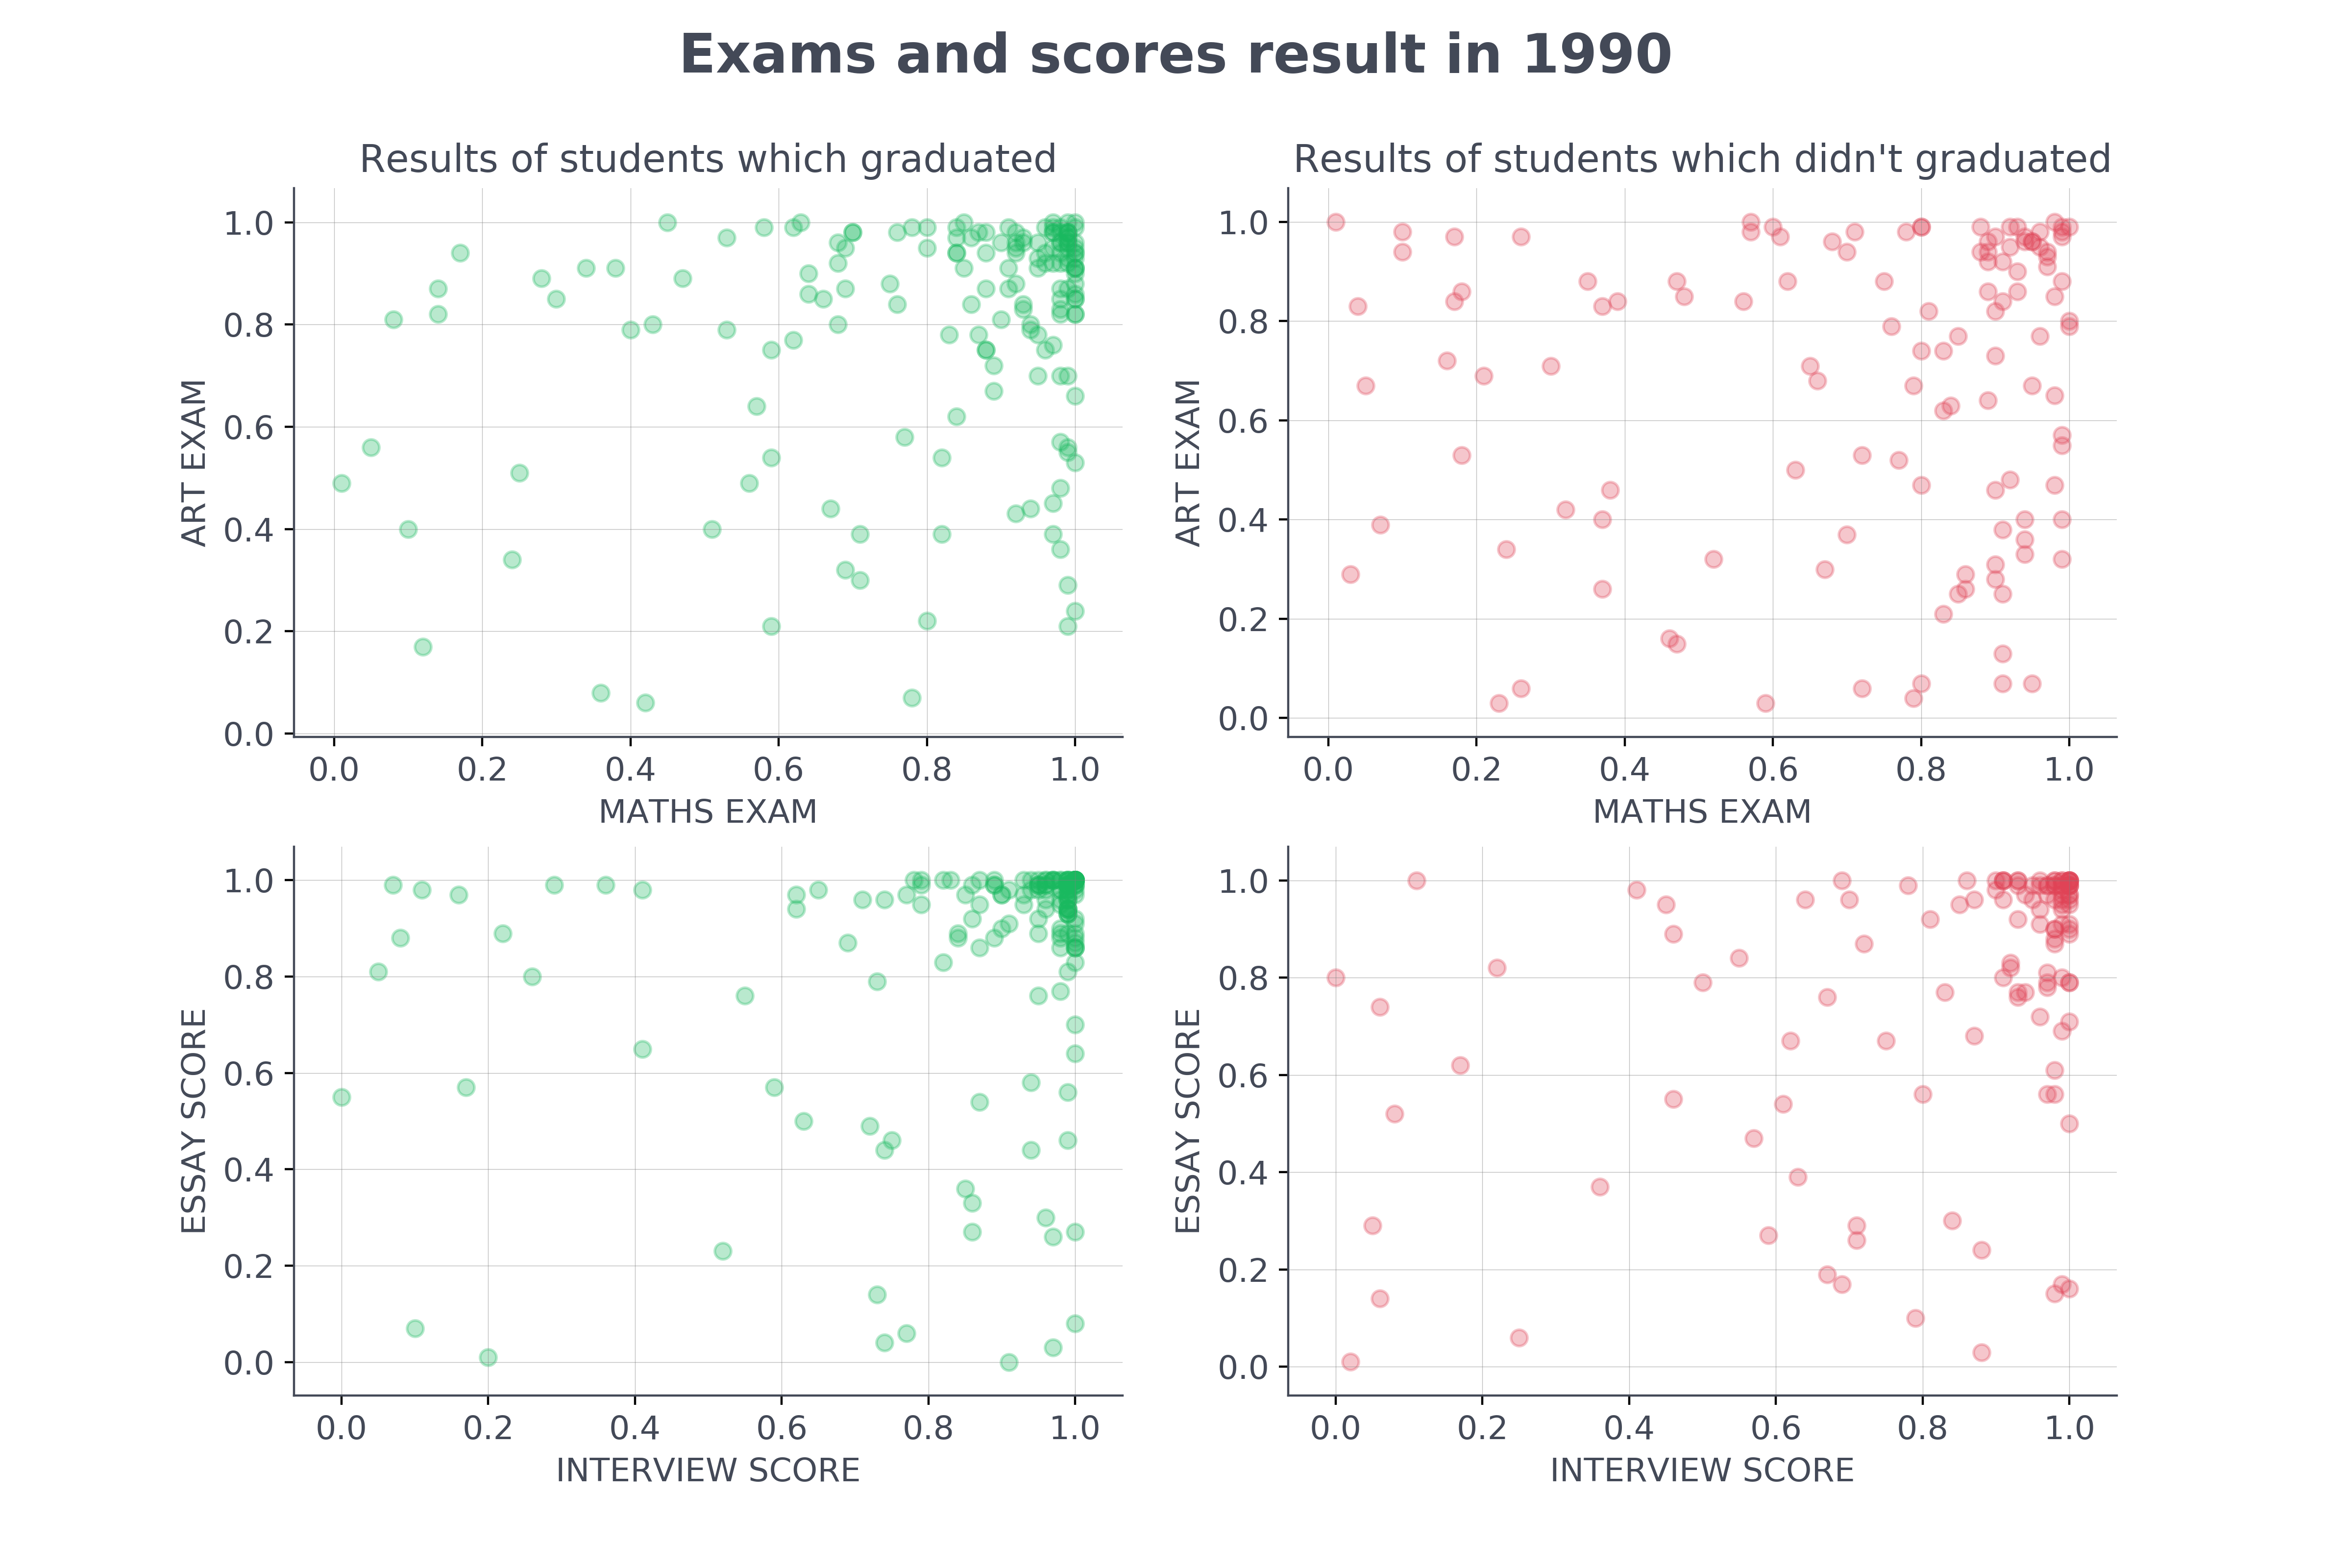 Exams and scores result in 1990
Results of students which graduated
ART EXAM
1.0
0.8
0.6
0.4
0.2
0.0
0.0 0.2 0.4 0.6 0.8 1.0
MATHS EXAM
Results of students which didn't graduated
ART EXAM
1.0
0.8
0.6
0.4
0.2
0.0
0.0 0.2 0.4 0.6 0.8 1.0
MATHS EXAM
ESSAY SCORE
1.0
0.8
0.6
0.4
0.2
0.0
0.0 0.2 0.4 0.6 0.8 1.0
INTERVIEW SCORE
ESSAY SCORE
1.0
0.8
0.6
0.4
0.2
0.0
0.0 0.2 0.4 0.6 0.8 1.0
INTERVIEW SCORE